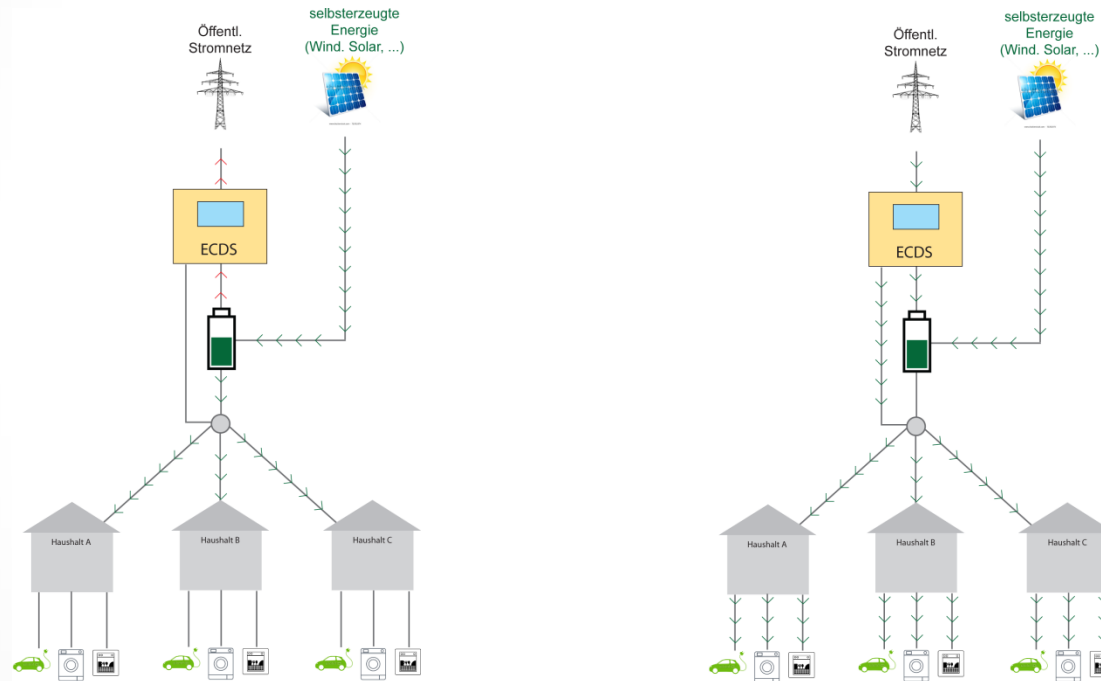 Öffentl.
Stromnetz
selbsterzeugte
Energie
(Wind. Solar, ...)
ECDS
Haushalt A
Haushalt B
Haushalt C
Öffentl.
Stromnetz
selbsterzeugte
Energie
(Wind. Solar, ...)
ECDS
Haushalt A
Haushalt B
Haushalt C